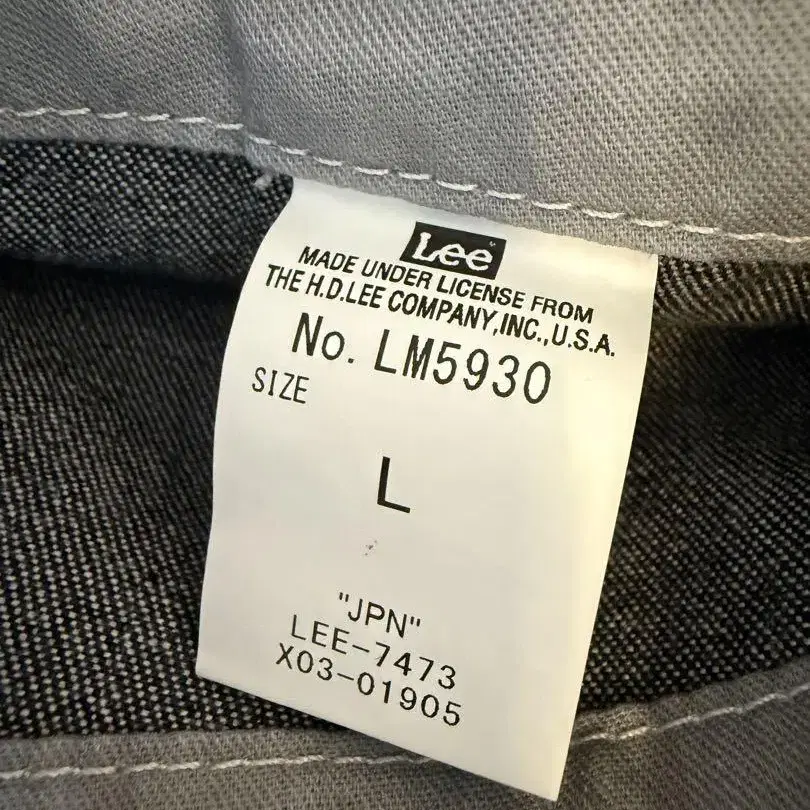 Lee
MADE UNDER LICENSE FROM
THE H.D.LEE COMPANY,INC.,U.S.A.
No. LM5930
SIZE
L
"JPN"
LEE-7473
X03-01905